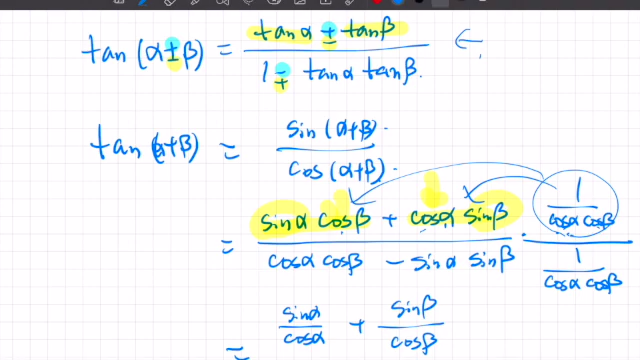 tan(α±β) = (tanα ± tanβ)/(1 ∓ tanα tanβ) ←
tan(α+β) = sin(α+β)/cos(α+β)
= (sinα cosβ + cosα sinβ)/(cosα cosβ - sinα sinβ) · (1/(cosα cosβ))/(1/(cosα cosβ))
= sinα/cosα + sinβ/cosβ